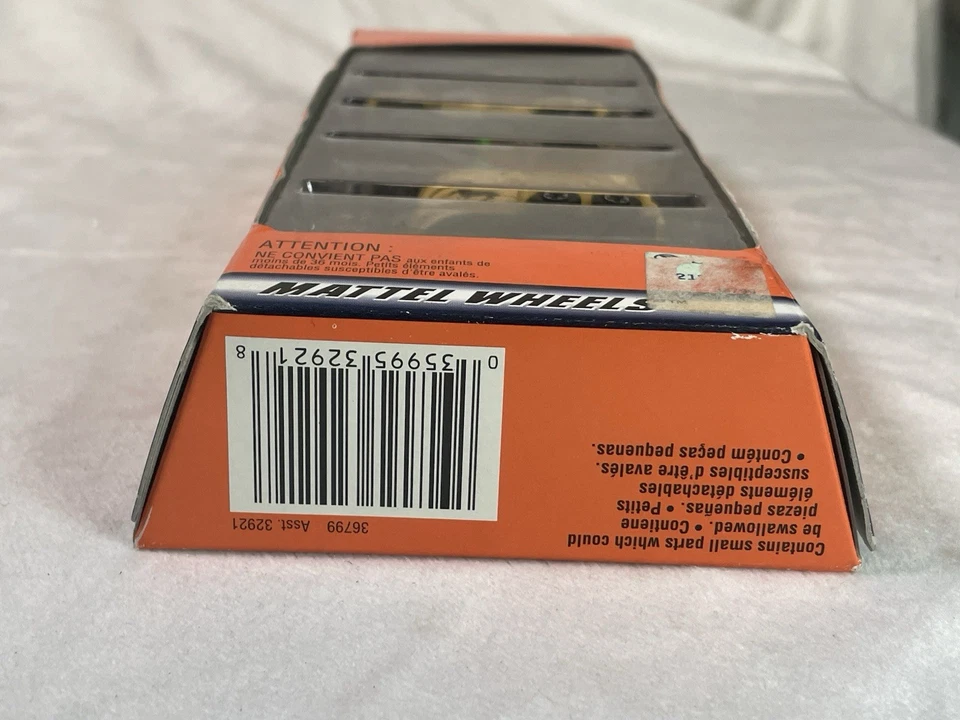 ATTENTION :
NE CONVIENT PAS aux enfants de
moins de 36 mois. Petits éléments
détachables susceptibles d'être avalés.
21
MATTEL WHEELS
0 35995 32921 8
36799 Asst. 32921
Contains small parts which could
be swallowed. • Contiene
piezas pequeñas. • Petits
éléments détachables
susceptibles d'être avalés.
• Contém peças pequenas.